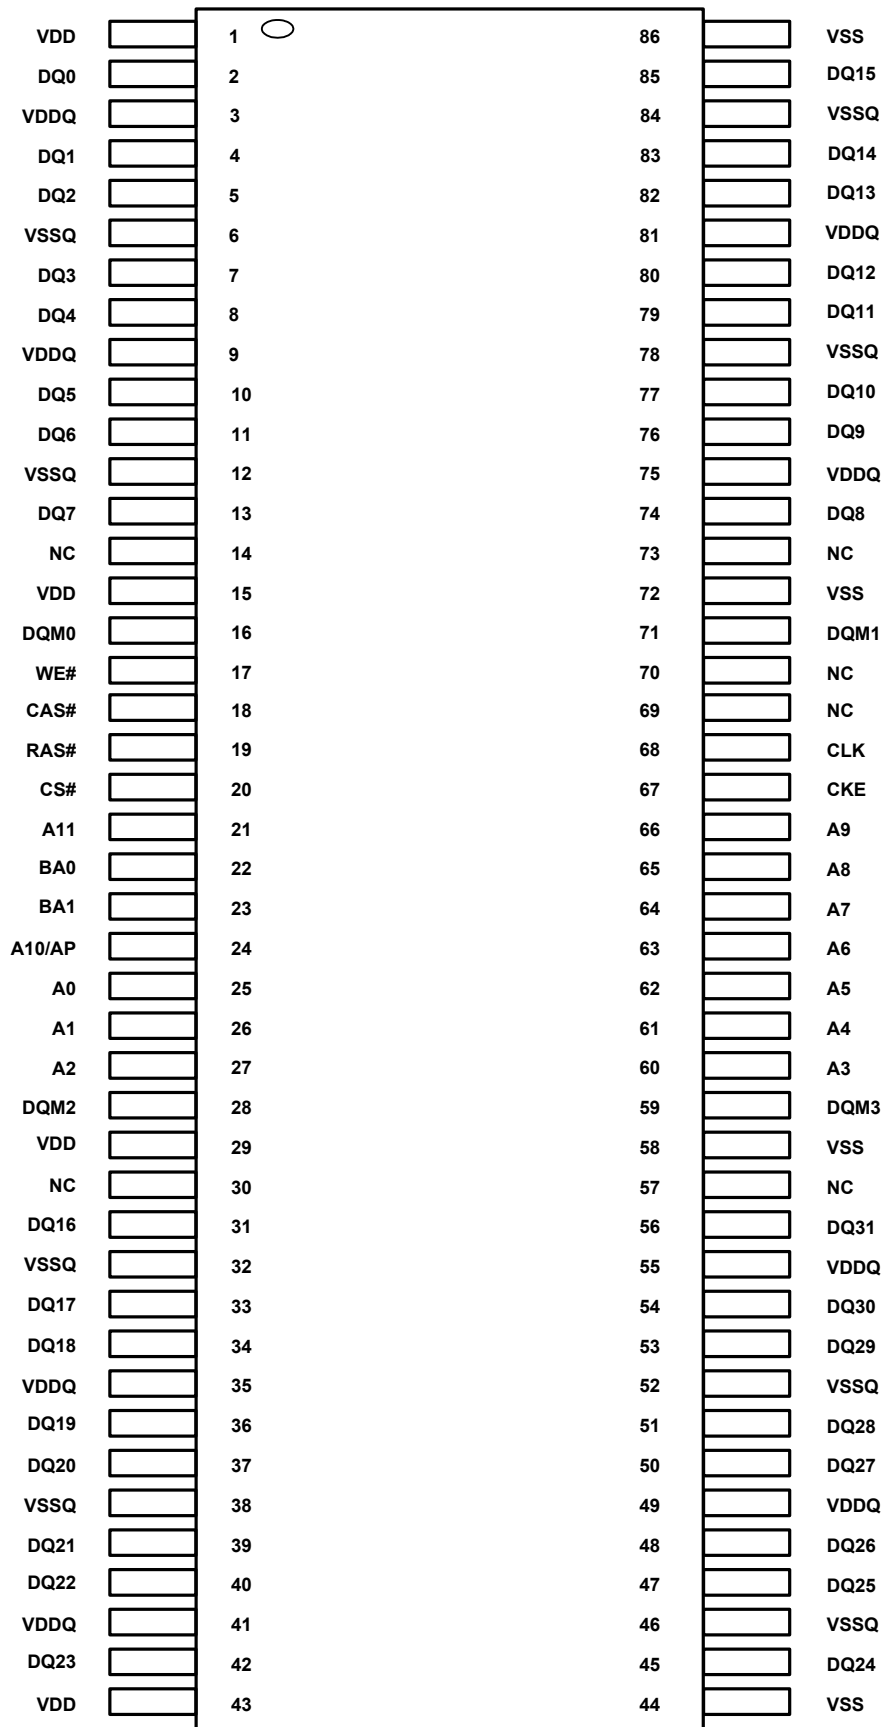 VDD 1 86 VSS
DQ0 2 85 DQ15
VDDQ 3 84 VSSQ
DQ1 4 83 DQ14
DQ2 5 82 DQ13
VSSQ 6 81 VDDQ
DQ3 7 80 DQ12
DQ4 8 79 DQ11
VDDQ 9 78 VSSQ
DQ5 10 77 DQ10
DQ6 11 76 DQ9
VSSQ 12 75 VDDQ
DQ7 13 74 DQ8
NC 14 73 NC
VDD 15 72 VSS
DQM0 16 71 DQM1
WE# 17 70 NC
CAS# 18 69 NC
RAS# 19 68 CLK
CS# 20 67 CKE
A11 21 66 A9
BA0 22 65 A8
BA1 23 64 A7
A10/AP 24 63 A6
A0 25 62 A5
A1 26 61 A4
A2 27 60 A3
DQM2 28 59 DQM3
VDD 29 58 VSS
NC 30 57 NC
DQ16 31 56 DQ31
VSSQ 32 55 VDDQ
DQ17 33 54 DQ30
DQ18 34 53 DQ29
VDDQ 35 52 VSSQ
DQ19 36 51 DQ28
DQ20 37 50 DQ27
VSSQ 38 49 VDDQ
DQ21 39 48 DQ26
DQ22 40 47 DQ25
VDDQ 41 46 VSSQ
DQ23 42 45 DQ24
VDD 43 44 VSS